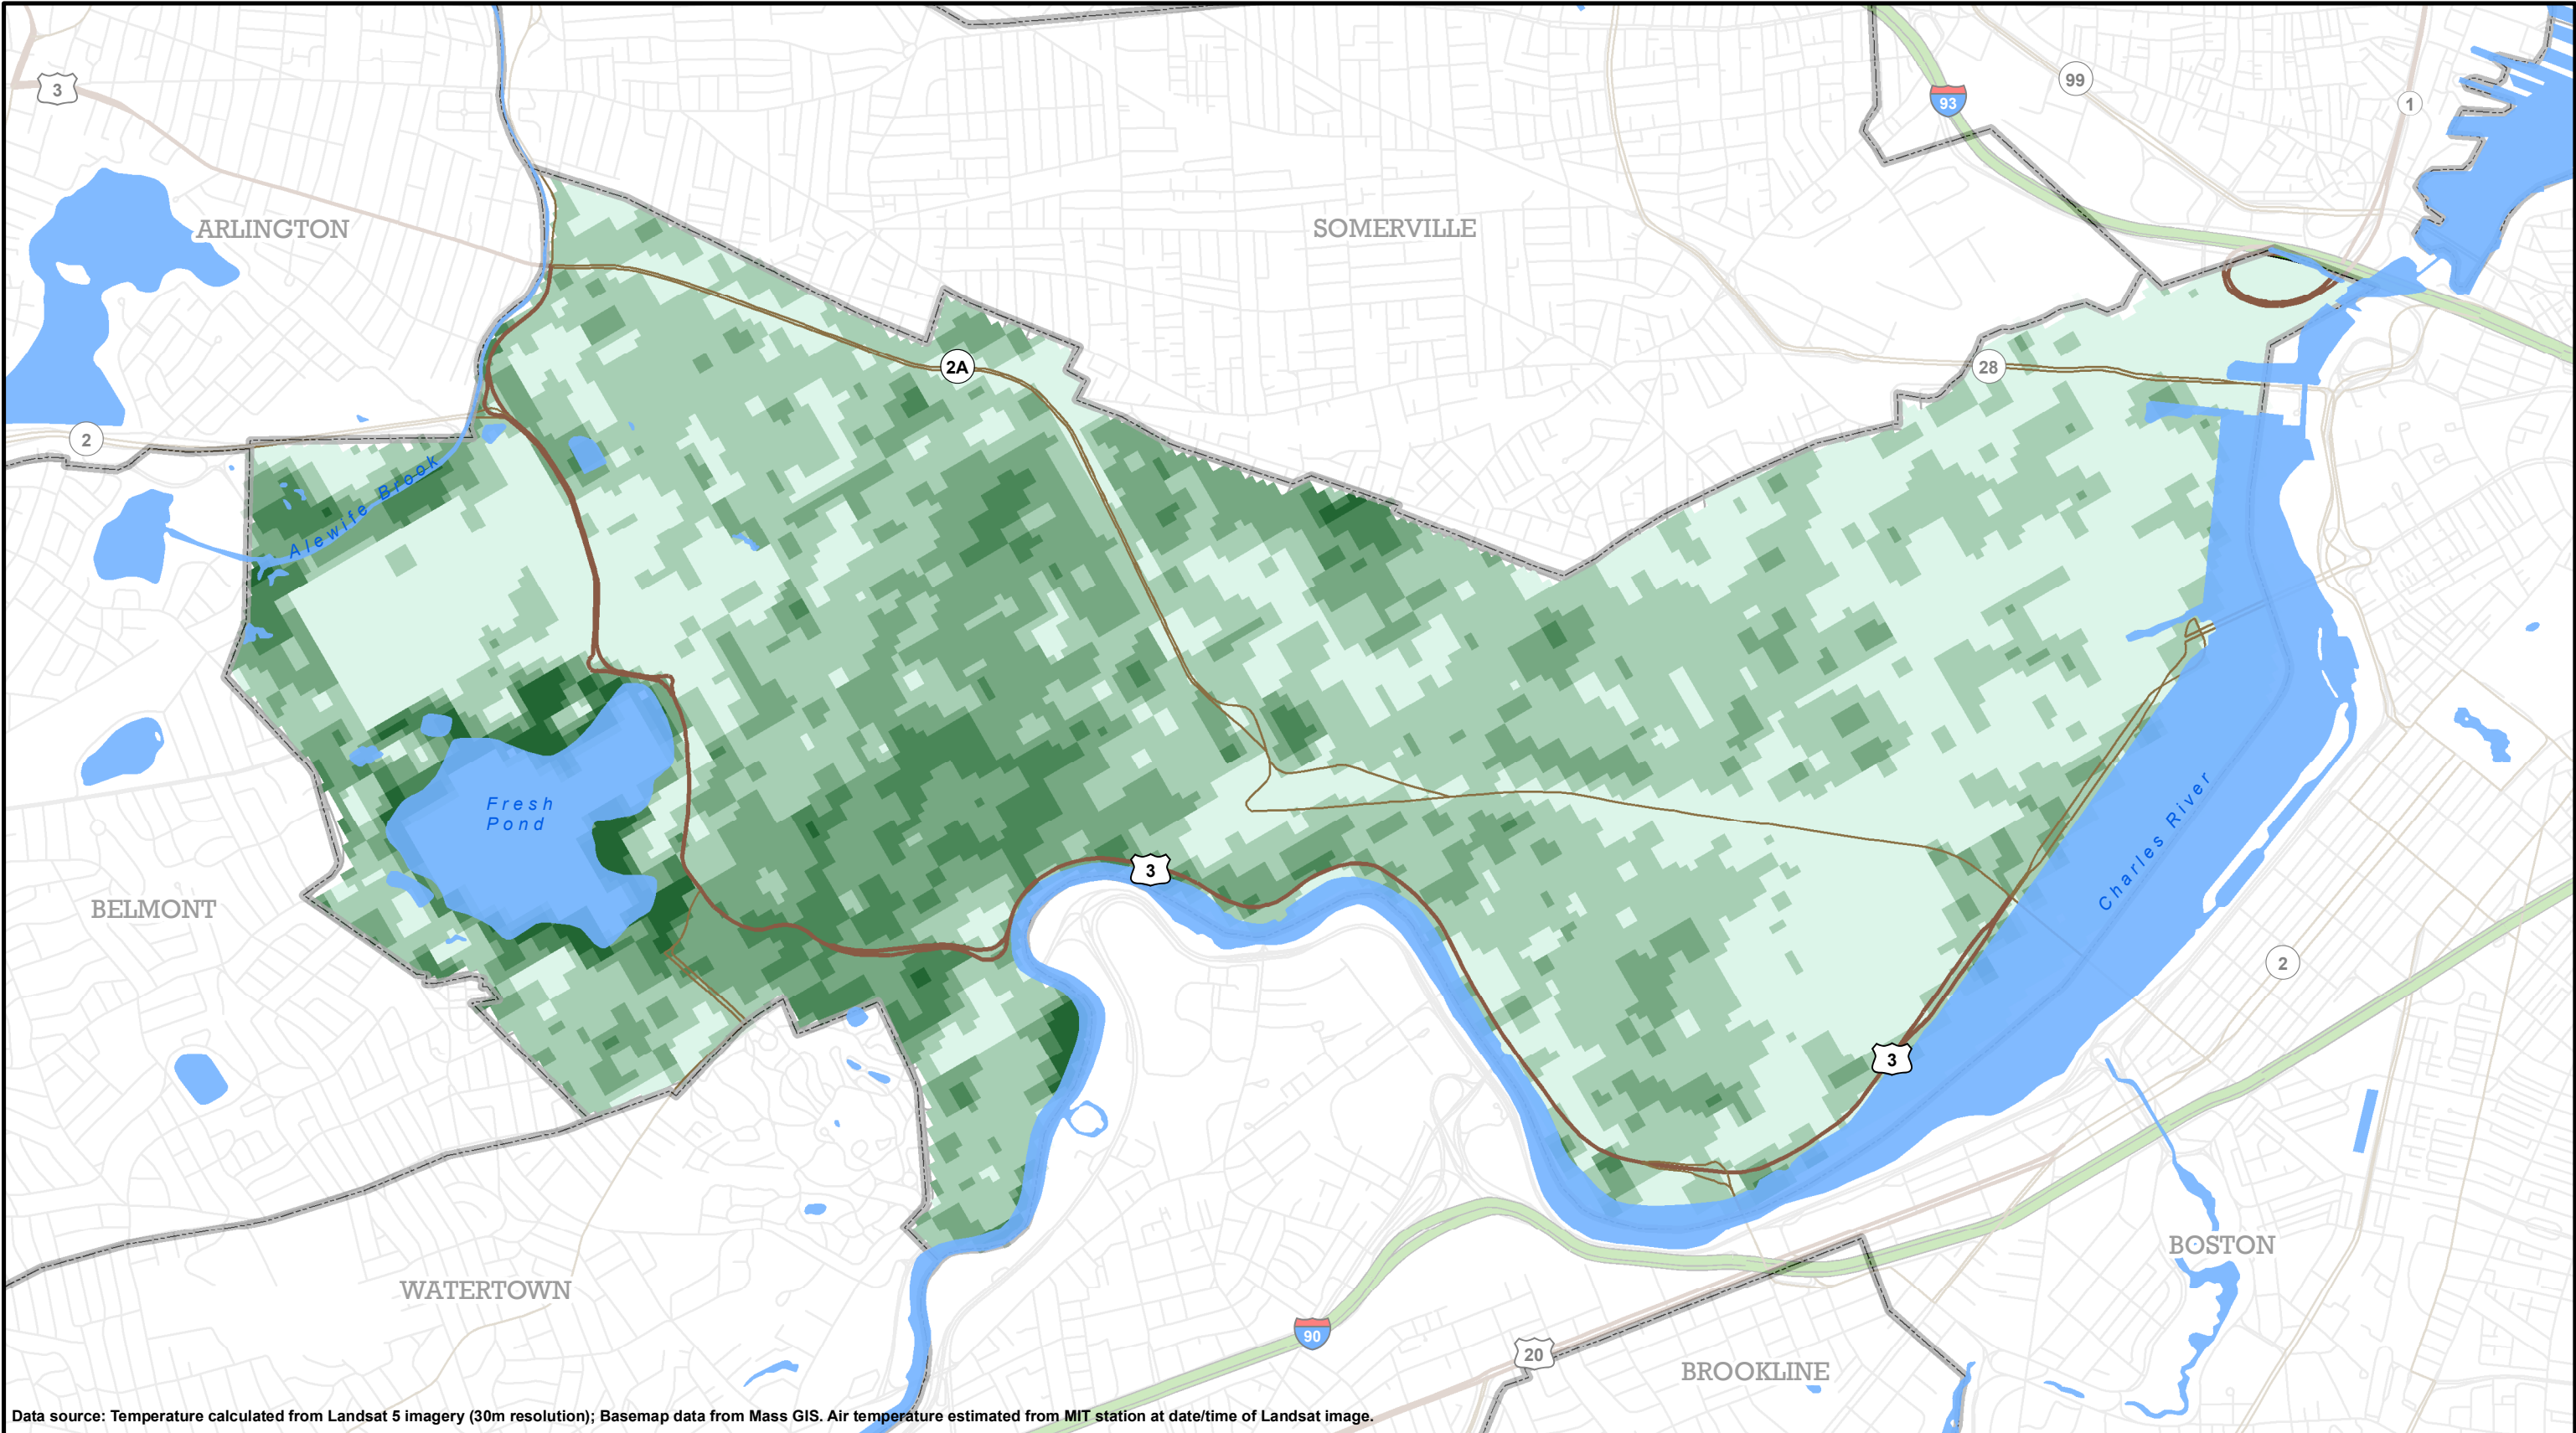 3
93
99
1
ARLINGTON
SOMERVILLE
2A
28
2
Alewife Brook
Fresh
Pond
3
Charles River
BELMONT
2
3
BOSTON
WATERTOWN
90
20
BROOKLINE
Data source: Temperature calculated from Landsat 5 imagery (30m resolution); Basemap data from Mass GIS. Air temperature estimated from MIT station at date/time of Landsat image.